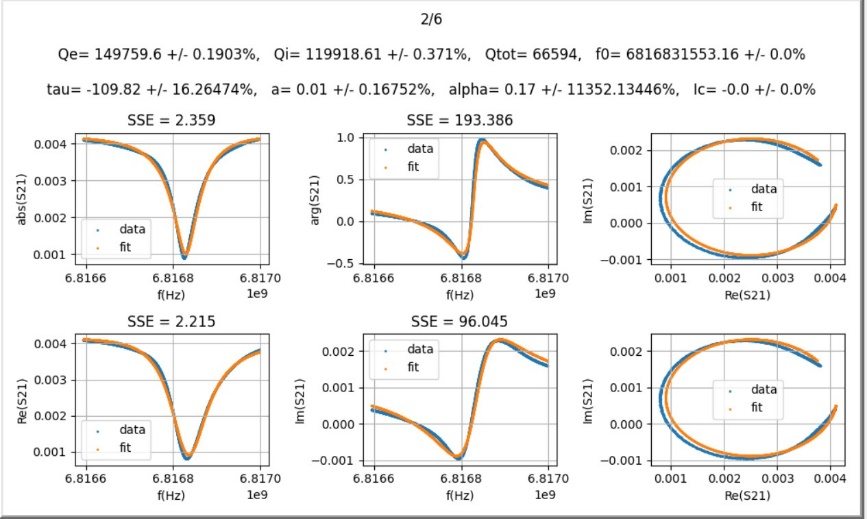 2/6
Qe= 149759.6 +/- 0.1903%, Qi= 119918.61 +/- 0.371%, Qtot= 66594, f0= 6816831553.16 +/- 0.0%
tau= -109.82 +/- 16.26474%, a= 0.01 +/- 0.16752%, alpha= 0.17 +/- 11352.13446%, Ic= -0.0 +/- 0.0%
SSE = 2.359
abs(S21)
0.004
0.003
0.002
0.001
data
fit
6.8166 6.8168 6.8170
1e9
f(Hz)
SSE = 193.386
arg(S21)
1.0
0.5
0.0
−0.5
data
fit
6.8166 6.8168 6.8170
1e9
f(Hz)
Im(S21)
0.002
0.001
0.000
−0.001
data
fit
0.001 0.002 0.003 0.004
Re(S21)
SSE = 2.215
Re(S21)
0.004
0.003
0.002
0.001
data
fit
6.8166 6.8168 6.8170
1e9
f(Hz)
SSE = 96.045
Im(S21)
0.002
0.001
0.000
−0.001
data
fit
6.8166 6.8168 6.8170
1e9
f(Hz)
Im(S21)
0.002
0.001
0.000
−0.001
data
fit
0.001 0.002 0.003 0.004
Re(S21)